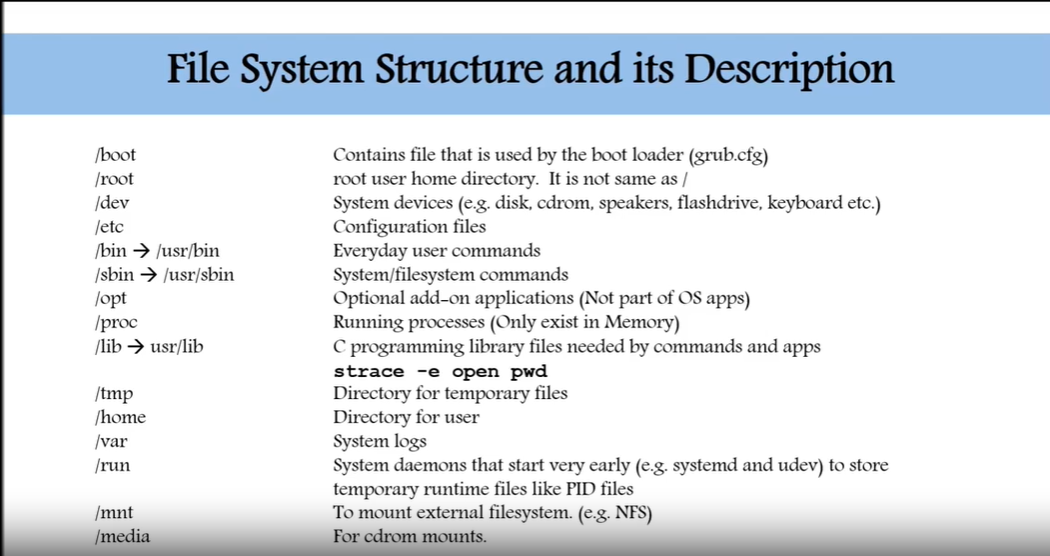 File System Structure and its Description
/boot Contains file that is used by the boot loader (grub.cfg)
/root root user home directory. It is not same as /
/dev System devices (e.g. disk, cdrom, speakers, flashdrive, keyboard etc.)
/etc Configuration files
/bin → /usr/bin Everyday user commands
/sbin → /usr/sbin System/filesystem commands
/opt Optional add-on applications (Not part of OS apps)
/proc Running processes (Only exist in Memory)
/lib → usr/lib C programming library files needed by commands and apps
strace -e open pwd
/tmp Directory for temporary files
/home Directory for user
/var System logs
/run System daemons that start very early (e.g. systemd and udev) to store
temporary runtime files like PID files
/mnt To mount external filesystem. (e.g. NFS)
/media For cdrom mounts.